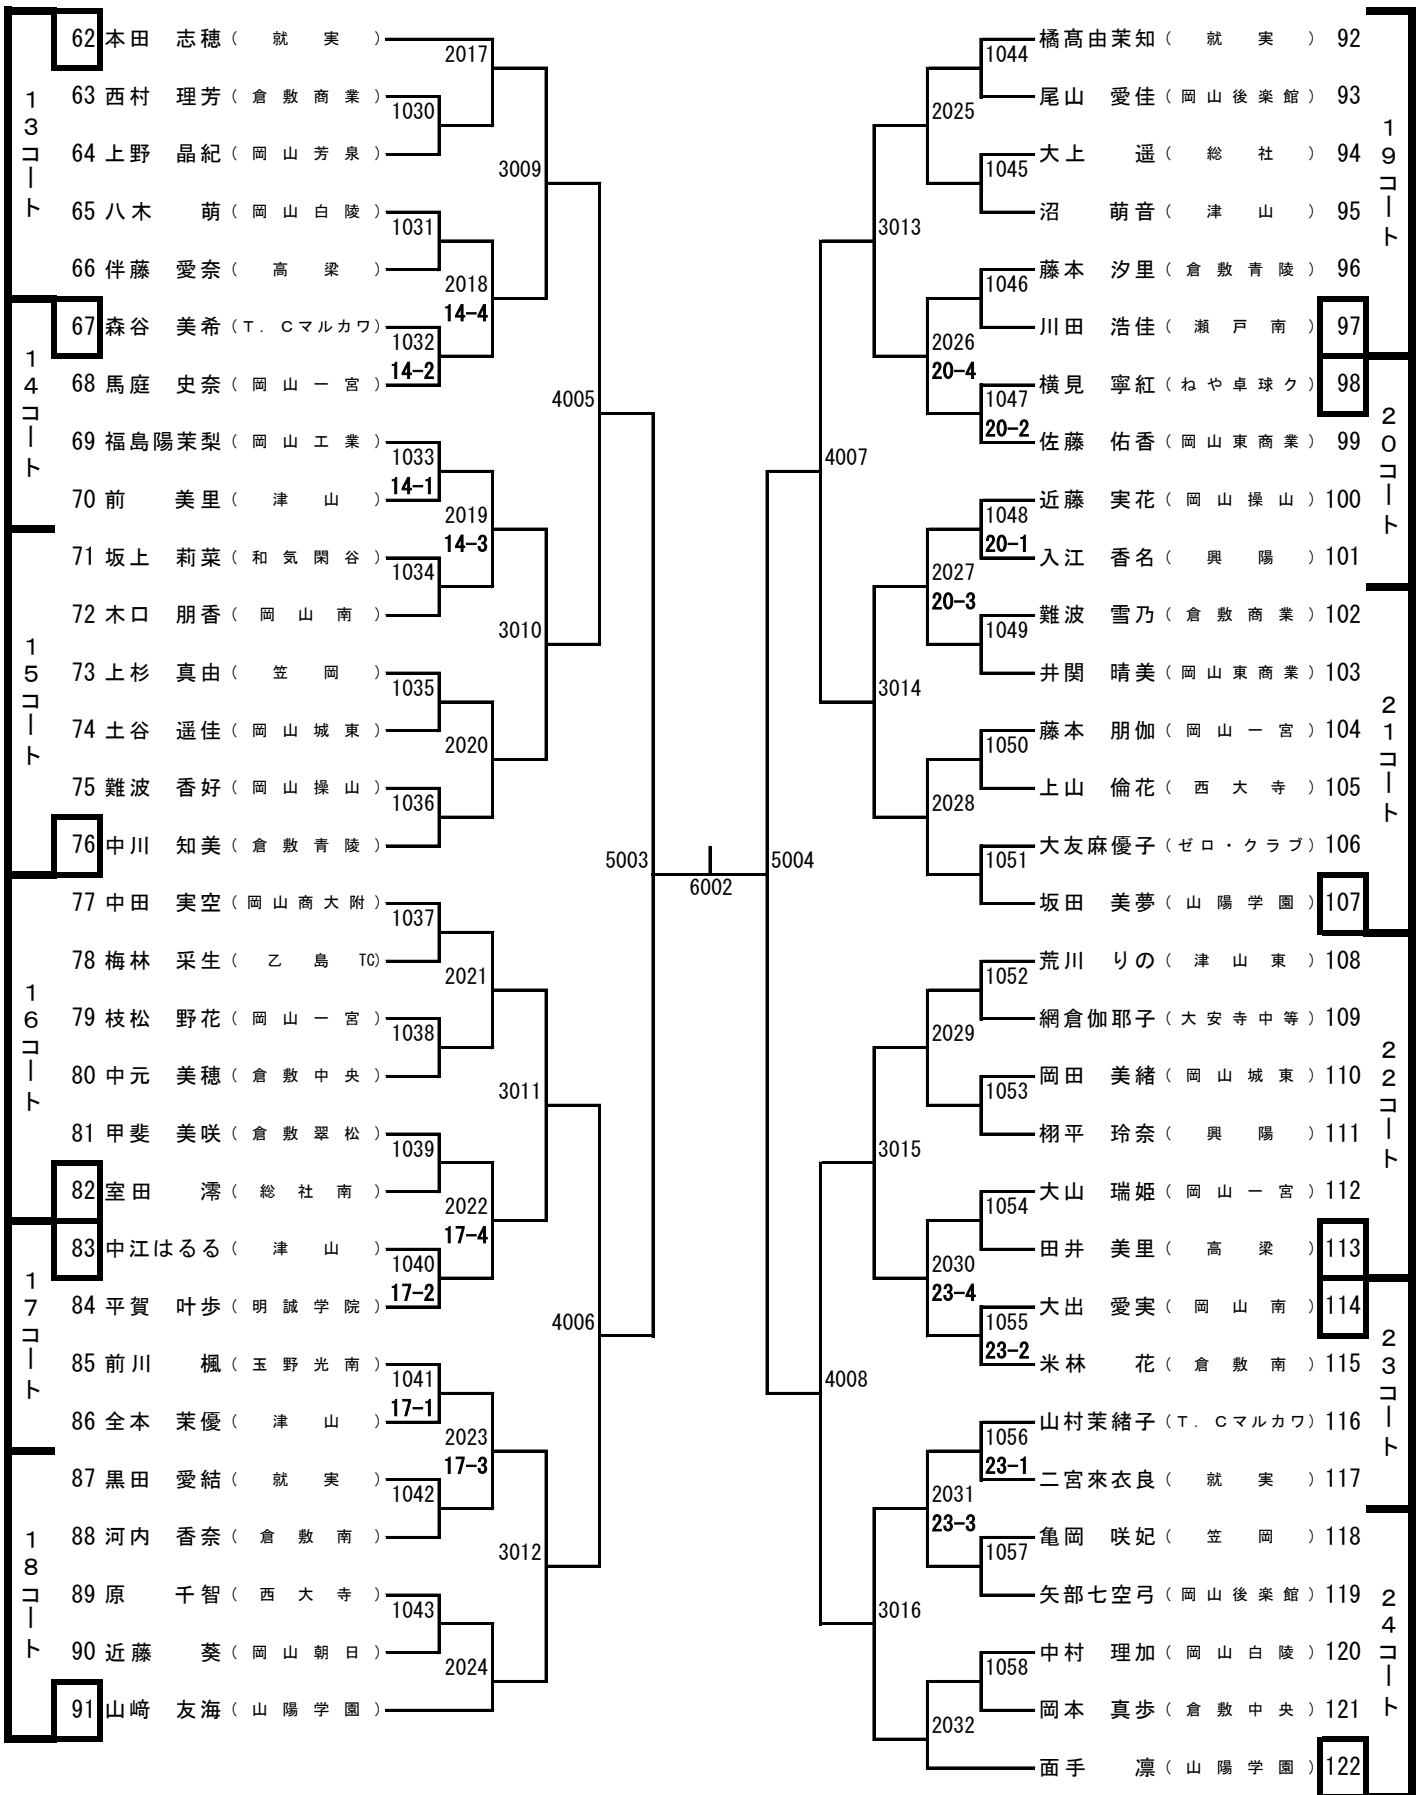 13コート
62 本田 志穂 (就実)
63 西村 理芳 (倉敷商業)
64 上野 晶紀 (岡山芳泉)
65 八木 萌 (岡山白陵)
66 伴藤 愛奈 (高梁)
14コート
67 森谷 美希 (T.Cマルカワ)
68 馬庭 史奈 (岡山一宮)
69 福島陽茉梨 (岡山工業)
70 前 美里 (津山)
15コート
71 坂上 莉菜 (和気閑谷)
72 木口 朋香 (岡山南)
73 上杉 真由 (笠岡)
74 土谷 遥佳 (岡山城東)
75 難波 香好 (岡山操山)
76 中川 知美 (倉敷青陵)
16コート
77 中田 実空 (岡山商大附)
78 梅林 采生 (乙島TC)
79 枝松 野花 (岡山一宮)
80 中元 美穂 (倉敷中央)
81 甲斐 美咲 (倉敷翠松)
82 室田 澪 (総社南)
17コート
83 中江はるる (津山)
84 平賀 叶歩 (明誠学院)
85 前川 楓 (玉野光南)
86 全本 茉優 (津山)
18コート
87 黒田 愛結 (就実)
88 河内 香奈 (倉敷南)
89 原 千智 (西大寺)
90 近藤 葵 (岡山朝日)
91 山﨑 友海 (山陽学園)
1030
1031
1032
14-2
1033
14-1
1034
1035
1036
1037
1038
1039
1040
17-2
1041
17-1
1042
1043
2017
2018
14-4
2019
14-3
2020
2021
2022
17-4
2023
17-3
2024
3009
3010
3011
3012
4005
4006
5003
6002
5004
4007
4008
3013
3014
3015
3016
2025
2026
20-4
2027
20-3
2028
2029
2030
23-4
2031
23-3
2032
1044
1045
1046
1047
20-2
1048
20-1
1049
1050
1051
1052
1053
1054
1055
23-2
1056
23-1
1057
1058
19コート
橘髙由茉知 (就実) 92
尾山 愛佳 (岡山後楽館) 93
大上 遥 (総社) 94
沼 萌音 (津山) 95
藤本 汐里 (倉敷青陵) 96
川田 浩佳 (瀬戸南) 97
20コート
横見 寧紅 (ねや卓球ク) 98
佐藤 佑香 (岡山東商業) 99
近藤 実花 (岡山操山) 100
入江 香名 (興陽) 101
21コート
難波 雪乃 (倉敷商業) 102
井関 晴美 (岡山東商業) 103
藤本 朋伽 (岡山一宮) 104
上山 倫花 (西大寺) 105
大友麻優子 (ゼロ・クラブ) 106
坂田 美夢 (山陽学園) 107
22コート
荒川 りの (津山東) 108
網倉伽耶子 (大安寺中等) 109
岡田 美緒 (岡山城東) 110
栩平 玲奈 (興陽) 111
大山 瑞姫 (岡山一宮) 112
田井 美里 (高梁) 113
23コート
大出 愛実 (岡山南) 114
米林 花 (倉敷南) 115
山村茉緒子 (T.Cマルカワ) 116
二宮來衣良 (就実) 117
24コート
亀岡 咲妃 (笠岡) 118
矢部七空弓 (岡山後楽館) 119
中村 理加 (岡山白陵) 120
岡本 真歩 (倉敷中央) 121
面手 凛 (山陽学園) 122